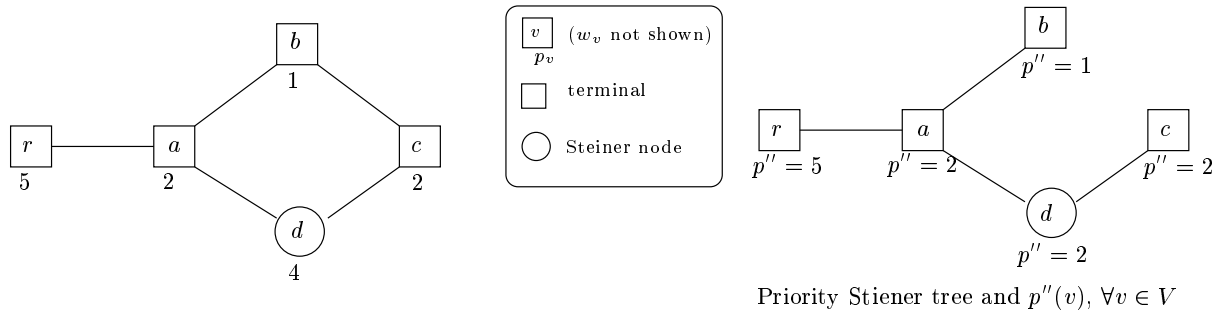 b
1
r
5
a
2
c
2
d
4
v (w_v not shown)
p_v
terminal
Steiner node
b
p'' = 1
r
p'' = 5
a
p'' = 2
c
p'' = 2
d
p'' = 2
Priority Stiener tree and p''(v), ∀v ∈ V